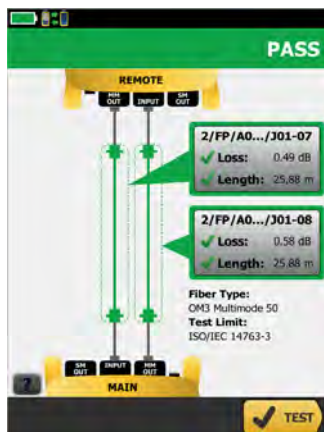 PASS
REMOTE
MM
OUT
INPUT
SM
OUT
2/FP/A0.../J01-07
Loss: 0.49 dB
Length: 25.88 m
2/FP/A0.../J01-08
Loss: 0.58 dB
Length: 25.88 m
Fiber Type:
OM3 Multimode 50
Test Limit:
ISO/IEC 14763-3
SM
OUT
INPUT
MM
OUT
?
MAIN
TEST